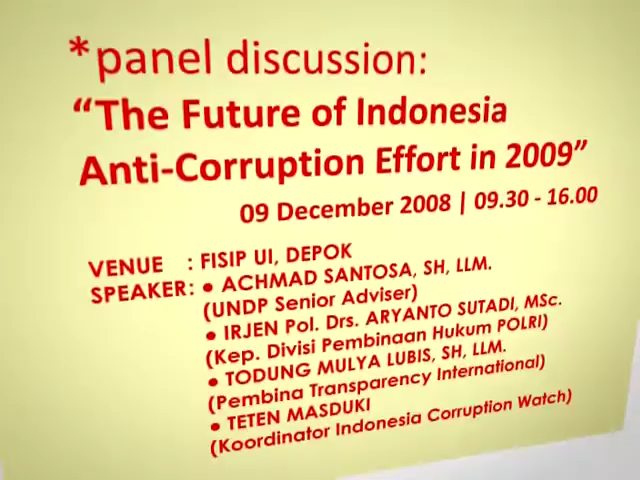 *panel discussion:
“The Future of Indonesia
Anti-Corruption Effort in 2009”
09 December 2008 | 09.30 - 16.00
VENUE : FISIP UI, DEPOK
SPEAKER: • ACHMAD SANTOSA, SH, LLM.
(UNDP Senior Adviser)
• IRJEN Pol. Drs. ARYANTO SUTADI, MSc.
(Kep. Divisi Pembinaan Hukum POLRI)
• TODUNG MULYA LUBIS, SH, LLM.
(Pembina Transparency International)
• TETEN MASDUKI
(Koordinator Indonesia Corruption Watch)